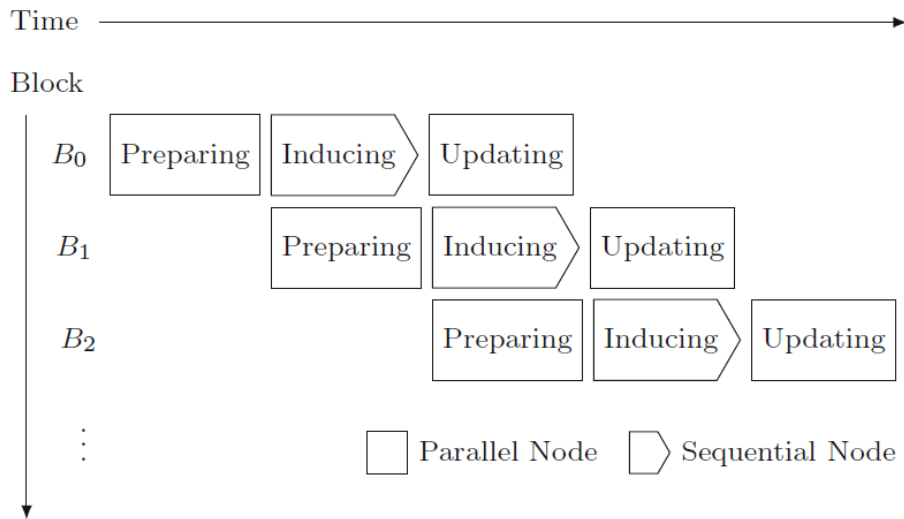 Time
Block
B₀ Preparing Inducing Updating
B₁ Preparing Inducing Updating
B₂ Preparing Inducing Updating
⋮
Parallel Node Sequential Node